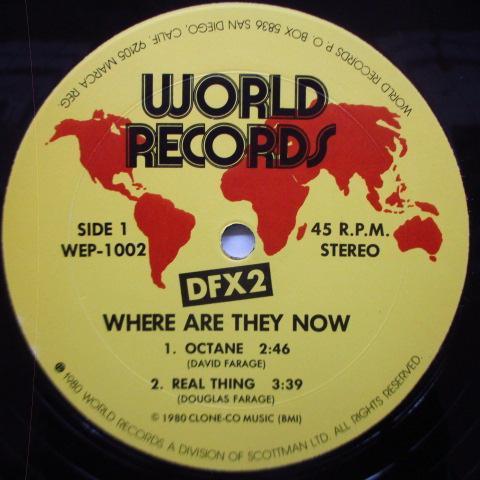 WORLD RECORDS P.O. BOX 5836 SAN DIEGO, CALIF. 92105 MARCA REG
WORLD
RECORDS
SIDE 1
WEP-1002
45 R.P.M.
STEREO
DFX2
WHERE ARE THEY NOW
1. OCTANE 2:46
(DAVID FARAGE)
2. REAL THING 3:39
(DOUGLAS FARAGE)
© 1980 CLONE-CO MUSIC (BMI)
℗ 1980 WORLD RECORDS A DIVISION OF SCOTTMAN LTD. ALL RIGHTS RESERVED.